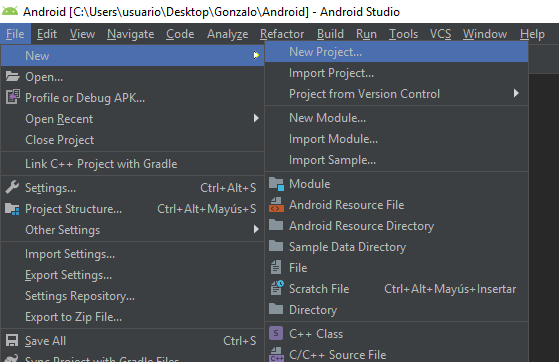 Android [C:\Users\usuario\Desktop\Gonzalo\Android] - Android Studio
File Edit View Navigate Code Analyze Refactor Build Run Tools VCS Window Help
New
Open...
Profile or Debug APK...
Open Recent
Close Project
Link C++ Project with Gradle
Settings... Ctrl+Alt+S
Project Structure... Ctrl+Alt+Mayús+S
Other Settings
Import Settings...
Export Settings...
Settings Repository...
Export to Zip File...
Save All Ctrl+S
Sync Project with Gradle Files
New Project...
Import Project...
Project from Version Control
New Module...
Import Module...
Import Sample...
Module
Android Resource File
Android Resource Directory
Sample Data Directory
File
Scratch File Ctrl+Alt+Mayús+Insertar
Directory
S C++ Class
C/C++ Source File